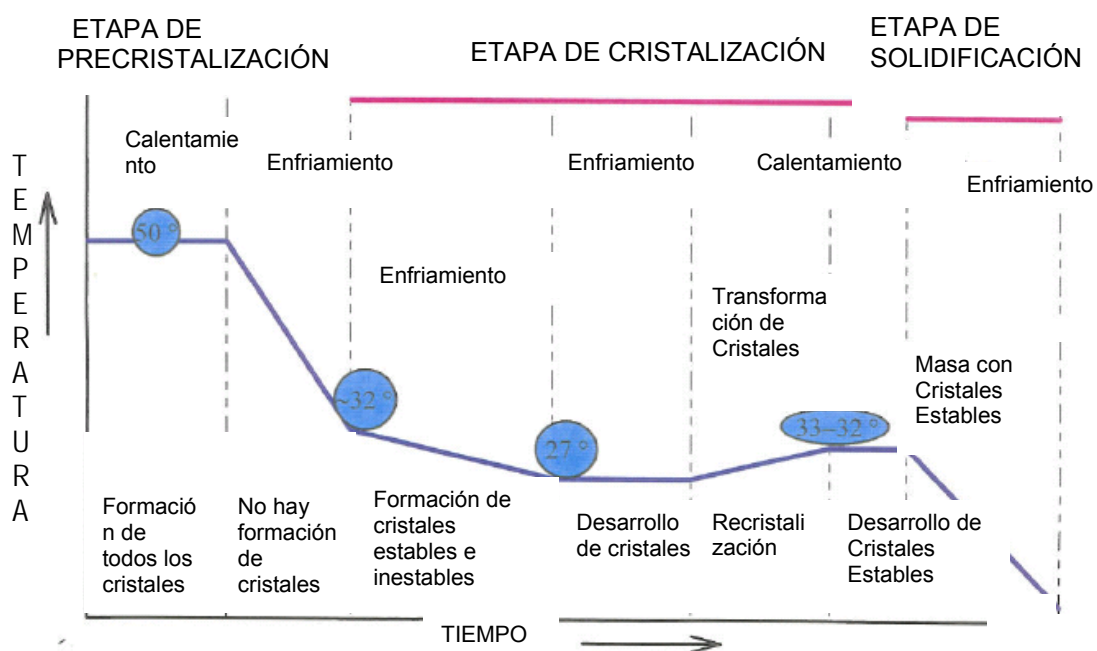 ETAPA DE
PRECRISTALIZACIÓN
ETAPA DE CRISTALIZACIÓN
ETAPA DE
SOLIDIFICACIÓN
TEMPERATURA
Calentamie
nto
Enfriamiento
Enfriamiento
Calentamiento
Enfriamiento
50 °
Enfriamiento
Transforma
ción de
Cristales
Masa con
Cristales
Estables
~32 °
27 °
33–32 °
Formació
n de
todos los
cristales
No hay
formación
de
cristales
Formación de
cristales
estables e
inestables
Desarrollo
de cristales
Recristali
zación
Desarrollo de
Cristales
Estables
TIEMPO